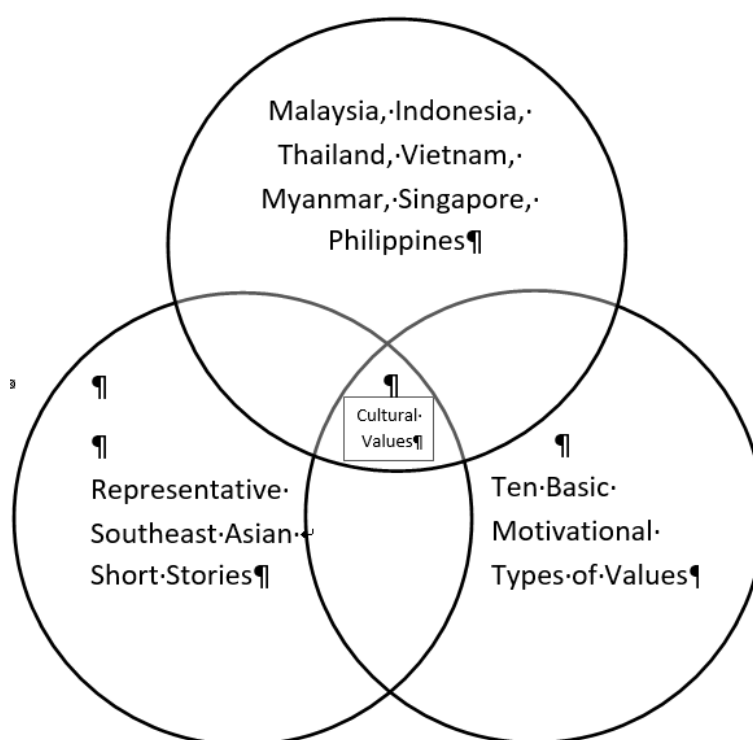 Malaysia,·Indonesia,·
Thailand,·Vietnam,·
Myanmar,·Singapore,·
Philippines¶
¶
¶
¶
Cultural·
Values¶
¶
Representative·
Southeast·Asian·↵
Short·Stories¶
Ten·Basic·
Motivational·
Types·of·Values¶